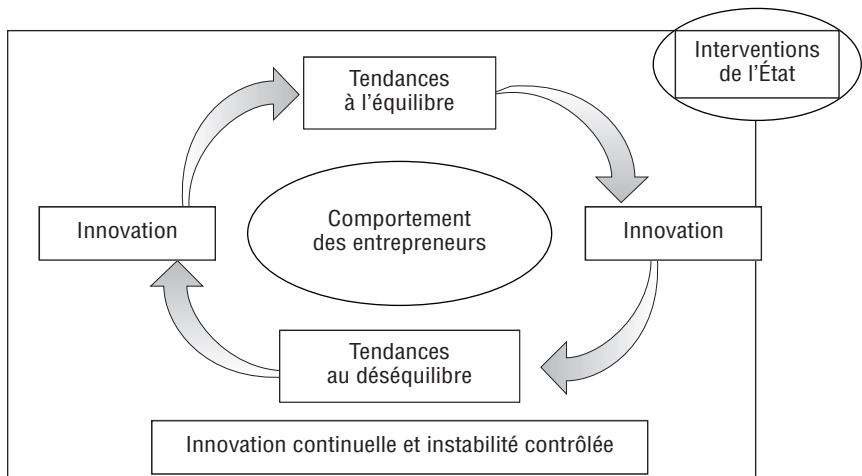 Interventions
de l'État
Tendances
à l'équilibre
Innovation
Comportement
des entrepreneurs
Innovation
Tendances
au déséquilibre
Innovation continuelle et instabilité contrôlée